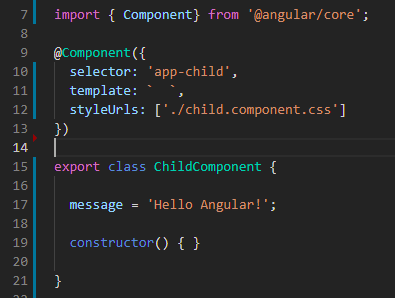 7 import { Component} from '@angular/core';
8
9 @Component({
10 selector: 'app-child',
11 template: `  `,
12 styleUrls: ['./child.component.css']
13 })
14
15 export class ChildComponent {
16
17 message = 'Hello Angular!';
18
19 constructor() { }
20
21 }